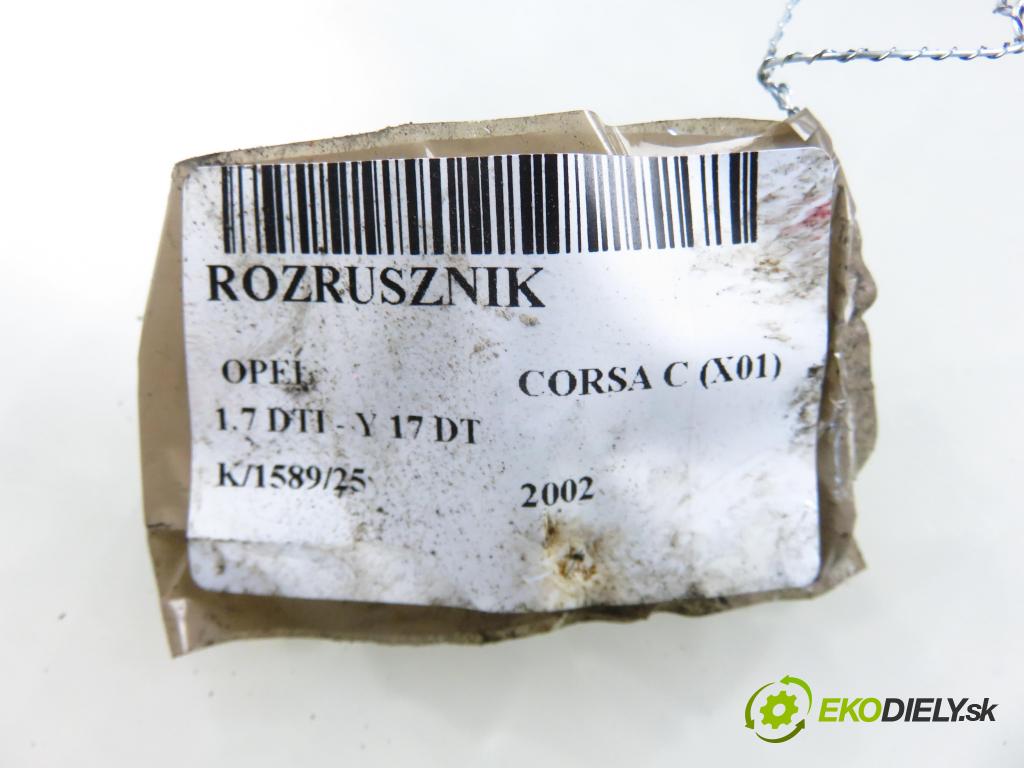 ROZRUSZNIK
OPEL CORSA C (X01)
1.7 DTI - Y 17 DT
K/1589/25 2002
EKODIELY.sk